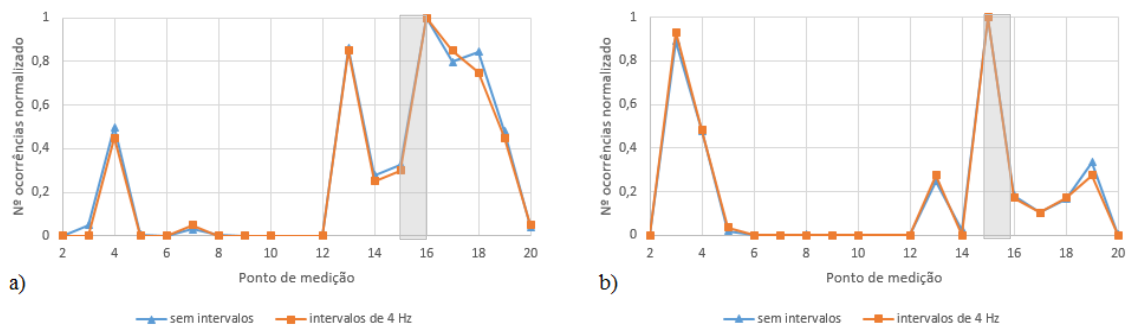 Nº ocorrências normalizado
1
0,8
0,6
0,4
0,2
0
2 4 6 8 10 12 14 16 18 20
Ponto de medição
a)
sem intervalos intervalos de 4 Hz
Nº ocorrências normalizado
1
0,8
0,6
0,4
0,2
0
2 4 6 8 10 12 14 16 18 20
Ponto de medição
b)
sem intervalos intervalos de 4 Hz